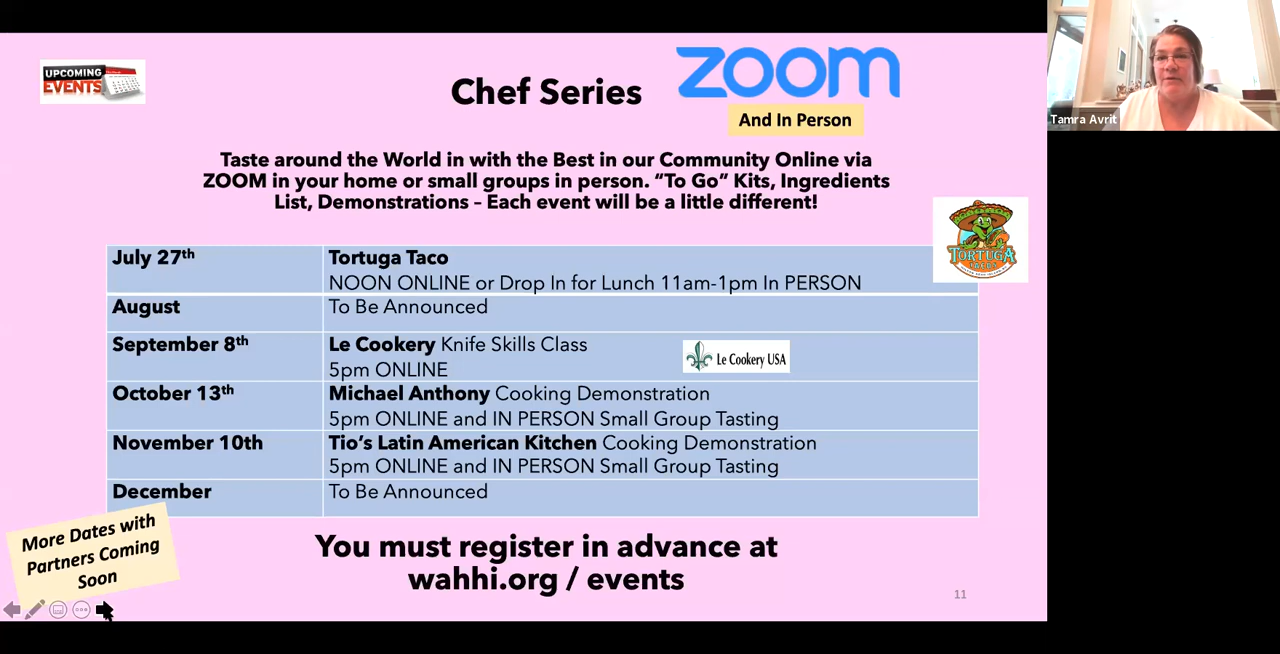 UPCOMING
EVENTS
Chef Series
zoom
And In Person
Tamra Avrit
Taste around the World in with the Best in our Community Online via
ZOOM in your home or small groups in person. “To Go” Kits, Ingredients
List, Demonstrations – Each event will be a little different!
TORTUGA
July 27th
Tortuga Taco
NOON ONLINE or Drop In for Lunch 11am-1pm In PERSON
August
To Be Announced
September 8th
Le Cookery Knife Skills Class
5pm ONLINE
Le Cookery USA
October 13th
Michael Anthony Cooking Demonstration
5pm ONLINE and IN PERSON Small Group Tasting
November 10th
Tio’s Latin American Kitchen Cooking Demonstration
5pm ONLINE and IN PERSON Small Group Tasting
December
To Be Announced
More Dates with
Partners Coming
Soon
You must register in advance at
wahhi.org / events
11